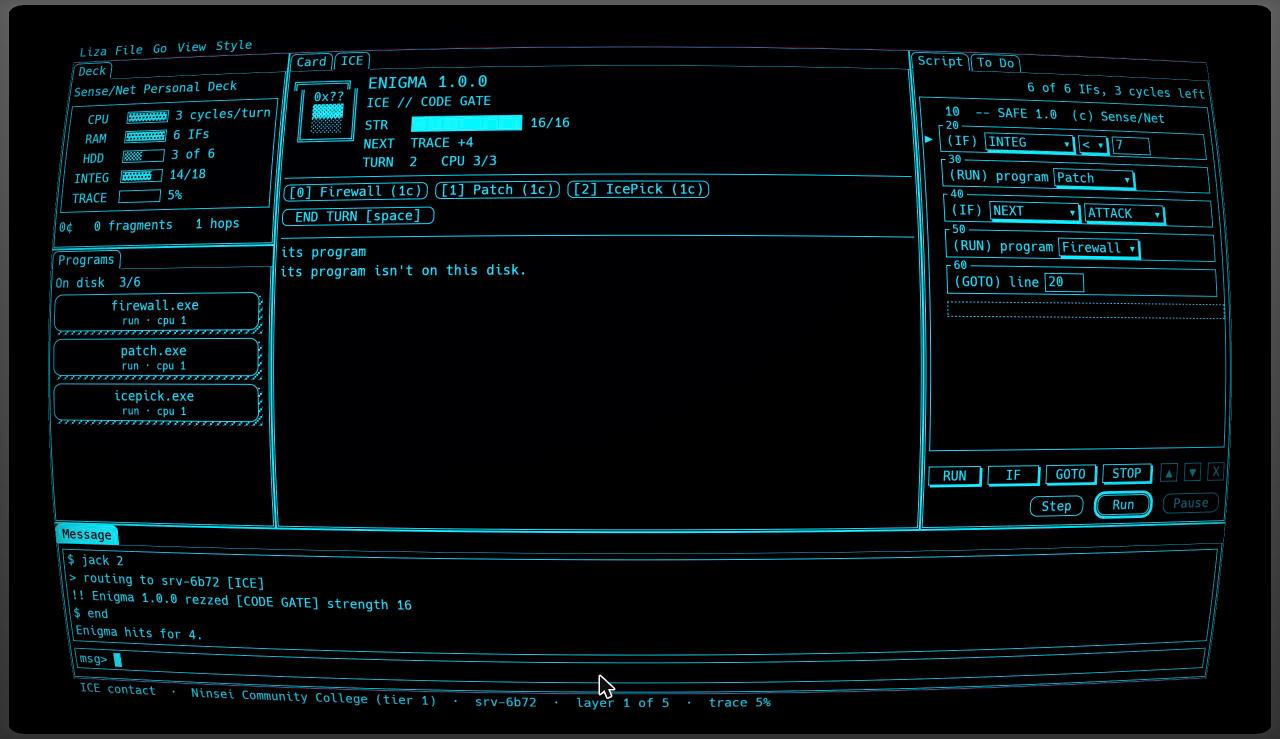 Liza File Go View Style
Deck
Sense/Net Personal Deck
CPU 3 cycles/turn
RAM 6 IFs
HDD 3 of 6
INTEG 14/18
TRACE 5%
0¢ 0 fragments 1 hops
Programs
On disk 3/6
firewall.exe
run · cpu 1
patch.exe
run · cpu 1
icepick.exe
run · cpu 1
Card ICE
0x??
ENIGMA 1.0.0
ICE // CODE GATE
STR 16/16
NEXT TRACE +4
TURN 2 CPU 3/3
[0] Firewall (1c) [1] Patch (1c) [2] IcePick (1c)
END TURN [space]
its program
its program isn't on this disk.
Script To Do
6 of 6 IFs, 3 cycles left
10 -- SAFE 1.0 (c) Sense/Net
20
(IF) INTEG < 7
30
(RUN) program Patch
40
(IF) NEXT ATTACK
50
(RUN) program Firewall
60
(GOTO) line 20
RUN IF GOTO STOP ▲ ▼ X
Step Run Pause
Message
$ jack 2
> routing to srv-6b72 [ICE]
!! Enigma 1.0.0 rezzed [CODE GATE] strength 16
$ end
Enigma hits for 4.
msg>
ICE contact · Ninsei Community College (tier 1) · srv-6b72 · layer 1 of 5 · trace 5%